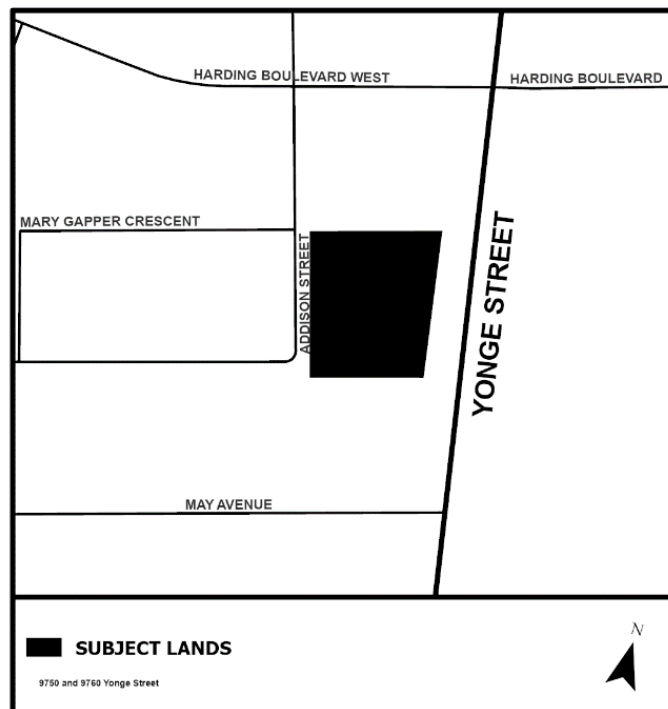 HARDING BOULEVARD WEST
HARDING BOULEVARD
MARY GAPPER CRESCENT
ADDISON STREET
YONGE STREET
MAY AVENUE
SUBJECT LANDS
N
9750 and 9760 Yonge Street